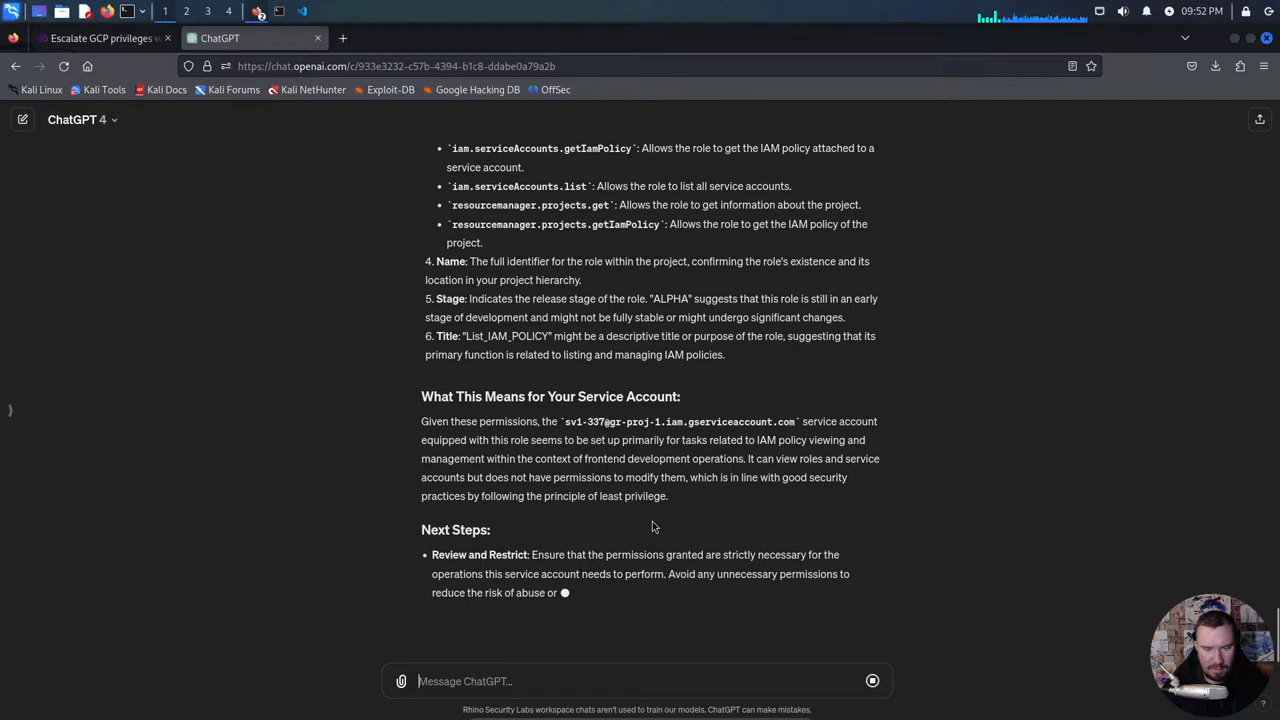 1
2
3
4
2
09:52 PM
Escalate GCP privileges w
ChatGPT
https://chat.openai.com/c/933e3232-c57b-4394-b1c8-ddabe0a79a2b
Kali Linux
Kali Tools
Kali Docs
Kali Forums
Kali NetHunter
Exploit-DB
Google Hacking DB
OffSec
ChatGPT 4
• `iam.serviceAccounts.getIamPolicy`: Allows the role to get the IAM policy attached to a
service account.
• `iam.serviceAccounts.list`: Allows the role to list all service accounts.
• `resourcemanager.projects.get`: Allows the role to get information about the project.
• `resourcemanager.projects.getIamPolicy`: Allows the role to get the IAM policy of the
project.
4. Name: The full identifier for the role within the project, confirming the role's existence and its
location in your project hierarchy.
5. Stage: Indicates the release stage of the role. "ALPHA" suggests that this role is still in an early
stage of development and might not be fully stable or might undergo significant changes.
6. Title: "List_IAM_POLICY" might be a descriptive title or purpose of the role, suggesting that its
primary function is related to listing and managing IAM policies.
What This Means for Your Service Account:
Given these permissions, the `sv1-337@gr-proj-1.iam.gserviceaccount.com` service account
equipped with this role seems to be set up primarily for tasks related to IAM policy viewing and
management within the context of frontend development operations. It can view roles and service
accounts but does not have permissions to modify them, which is in line with good security
practices by following the principle of least privilege.
Next Steps:
• Review and Restrict: Ensure that the permissions granted are strictly necessary for the
operations this service account needs to perform. Avoid any unnecessary permissions to
reduce the risk of abuse or
Message ChatGPT...
Rhino Security Labs workspace chats aren't used to train our models. ChatGPT can make mistakes.
?